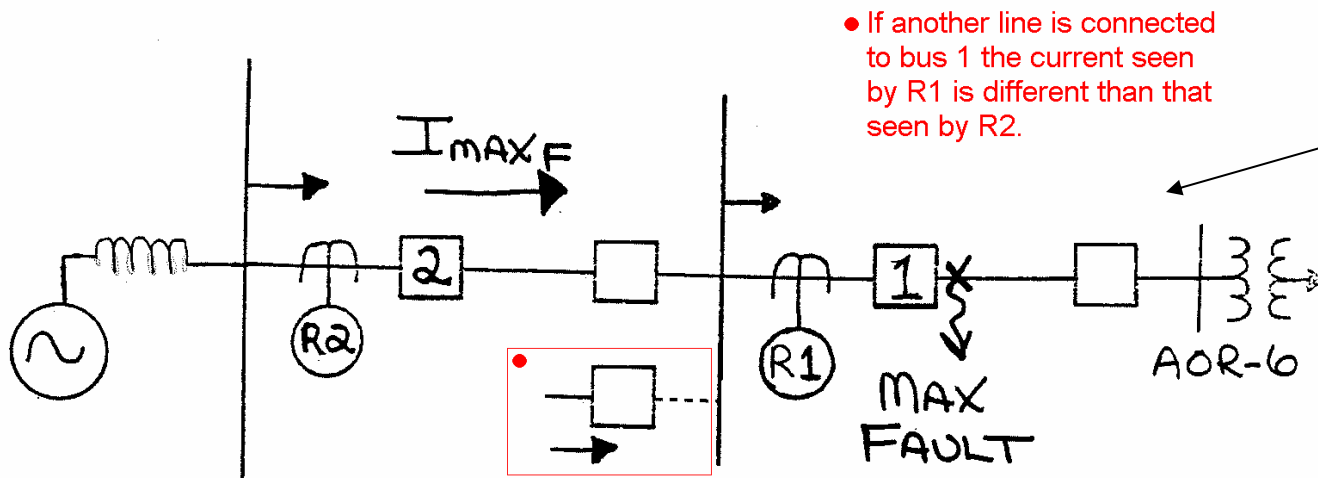 • If another line is connected
to bus 1 the current seen
by R1 is different than that
seen by R2.
IMAXF
2
1
R2
R1
MAX
FAULT
AOR-6